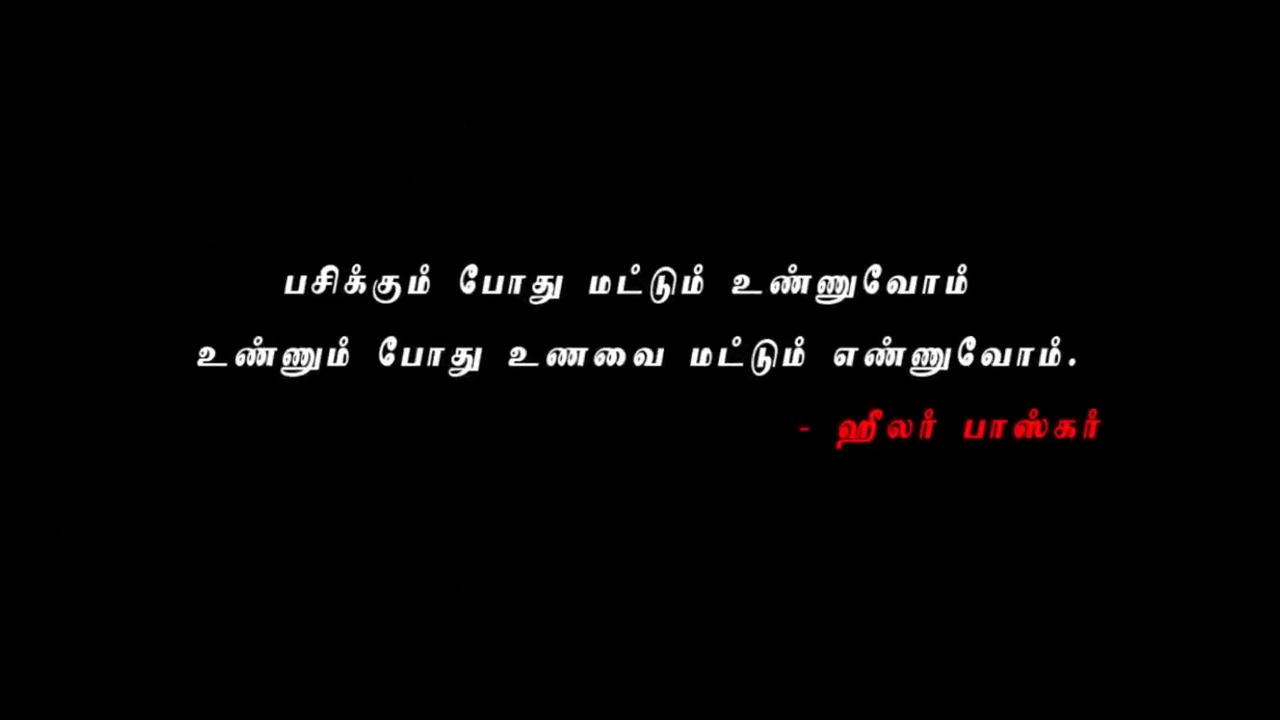 பசிக்கும் போது மட்டும் உண்ணுவோம்
உண்ணும் போது உணவை மட்டும் எண்ணுவோம்.
- ஹீலர் பாஸ்கர்